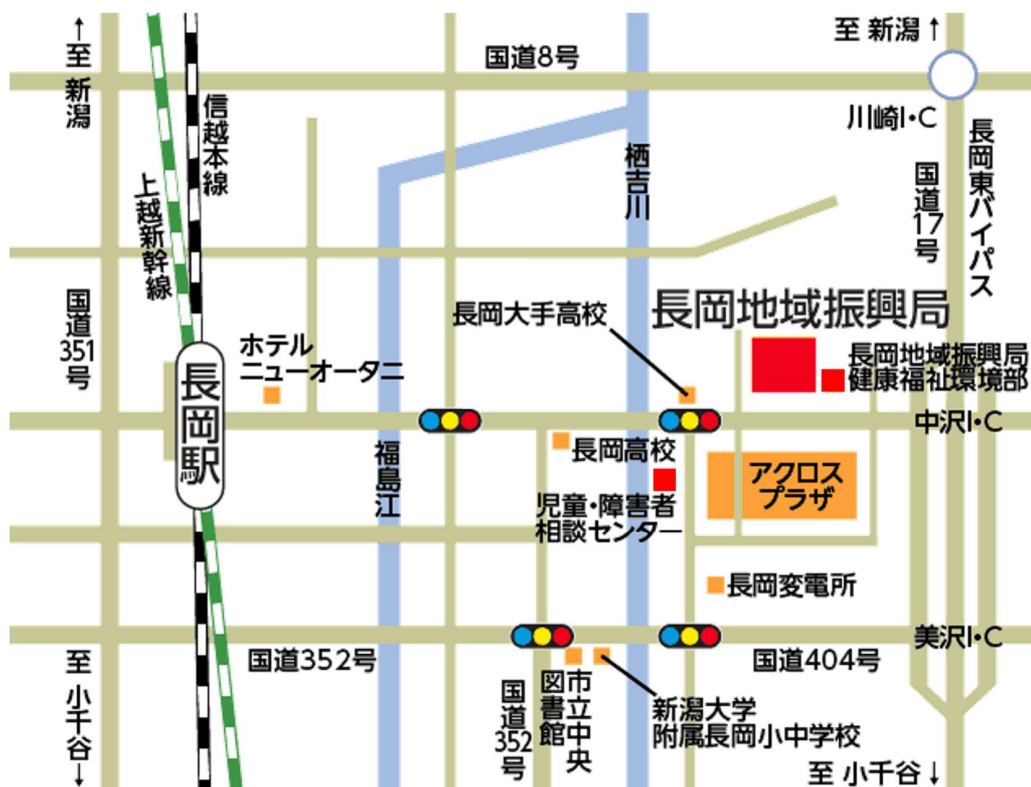 ↑至 新潟
国道8号
至 新潟↑
川崎I・C
信越本線
上越新幹線
栖吉川
国道17号
長岡東バイパス
国道351号
長岡大手高校
長岡地域振興局
長岡地域振興局
健康福祉環境部
ホテル
ニューオータニ
長岡駅
中沢I・C
福島江
長岡高校
アクロス
プラザ
児童・障害者
相談センター
長岡変電所
美沢I・C
国道352号
国道404号
至 小千谷↓
国道352号
市立中央
図書館
新潟大学
附属長岡小中学校
至 小千谷↓